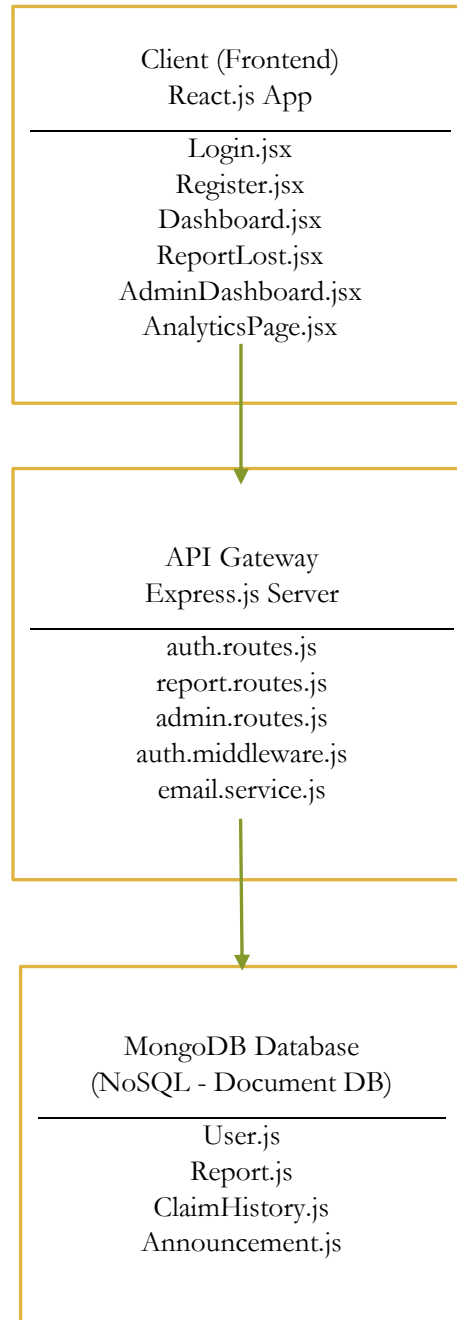 Client (Frontend)
React.js App
Login.jsx
Register.jsx
Dashboard.jsx
ReportLost.jsx
AdminDashboard.jsx
AnalyticsPage.jsx
API Gateway
Express.js Server
auth.routes.js
report.routes.js
admin.routes.js
auth.middleware.js
email.service.js
MongoDB Database
(NoSQL - Document DB)
User.js
Report.js
ClaimHistory.js
Announcement.js